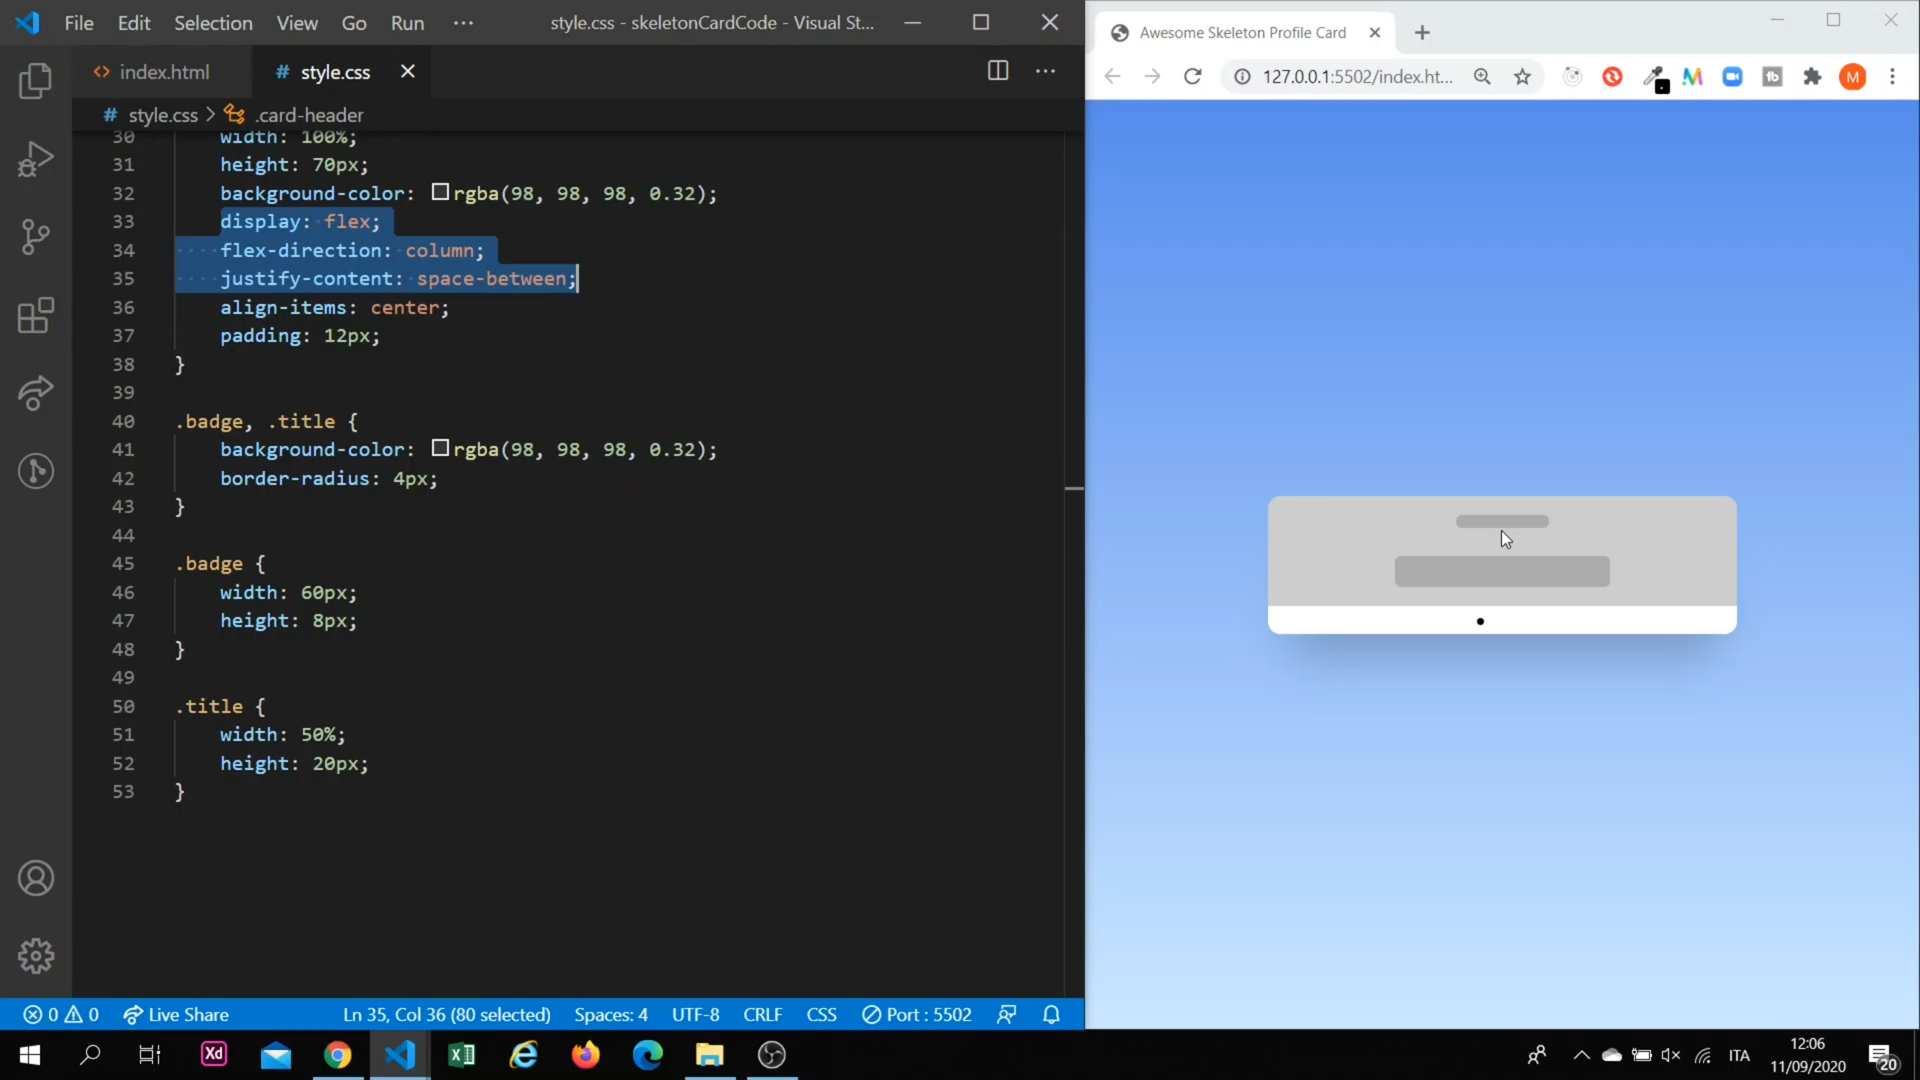 File Edit Selection View Go Run ··· style.css - skeletonCardCode - Visual St...
index.html # style.css
# style.css > .card-header
30 width: 100%;
31 height: 70px;
32 background-color: rgba(98, 98, 98, 0.32);
33 display: flex;
34 flex-direction: column;
35 justify-content: space-between;
36 align-items: center;
37 padding: 12px;
38 }
39
40 .badge, .title {
41 background-color: rgba(98, 98, 98, 0.32);
42 border-radius: 4px;
43 }
44
45 .badge {
46 width: 60px;
47 height: 8px;
48 }
49
50 .title {
51 width: 50%;
52 height: 20px;
53 }
0 0 Live Share Ln 35, Col 36 (80 selected) Spaces: 4 UTF-8 CRLF CSS Port : 5502
Awesome Skeleton Profile Card
127.0.0.1:5502/index.ht...
M
Xd
ITA
12:06
11/09/2020
20